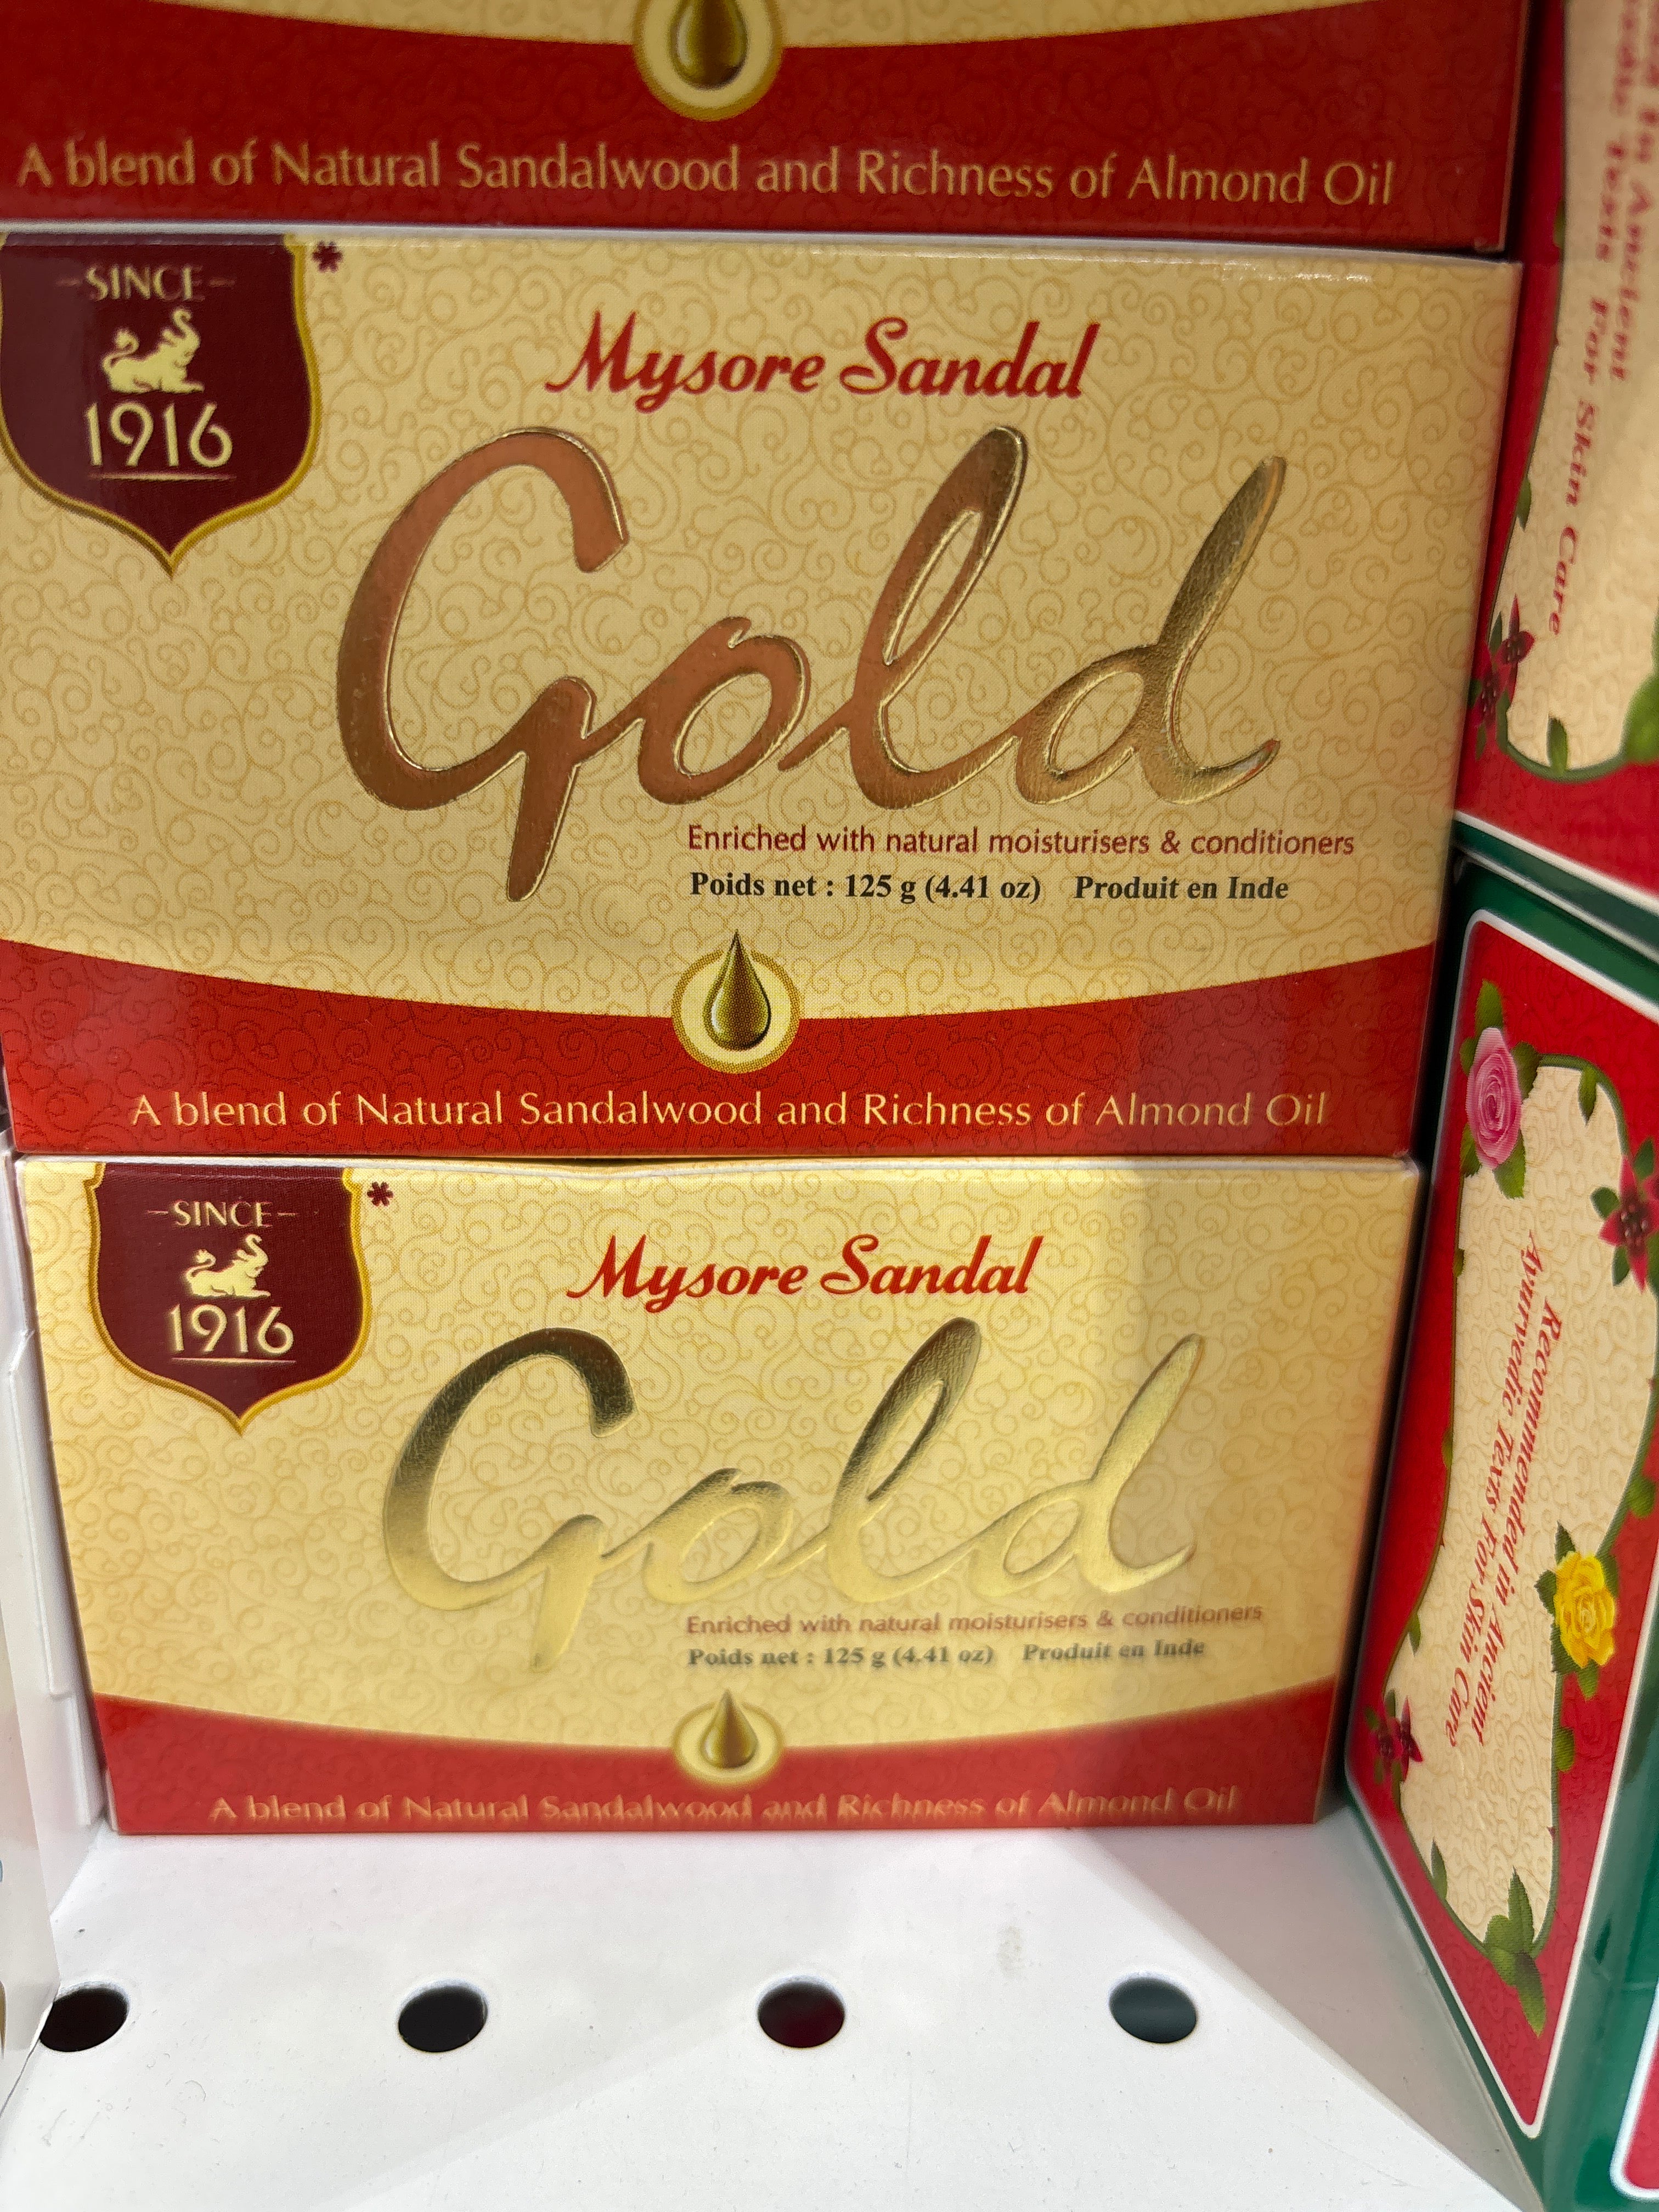 A blend of Natural Sandalwood and Richness of Almond Oil
SINCE
1916
*
Mysore Sandal
Gold
Enriched with natural moisturisers & conditioners
Poids net : 125 g (4.41 oz) Produit en Inde
A blend of Natural Sandalwood and Richness of Almond Oil
SINCE
1916
*
Mysore Sandal
Gold
Enriched with natural moisturisers & conditioners
Poids net : 125 g (4.41 oz) Produit en Inde
A blend of Natural Sandalwood and Richness of Almond Oil
in Ancient
Texts For Skin Care
Recommended in Ancient
Ayurvedic Texts For Skin Care